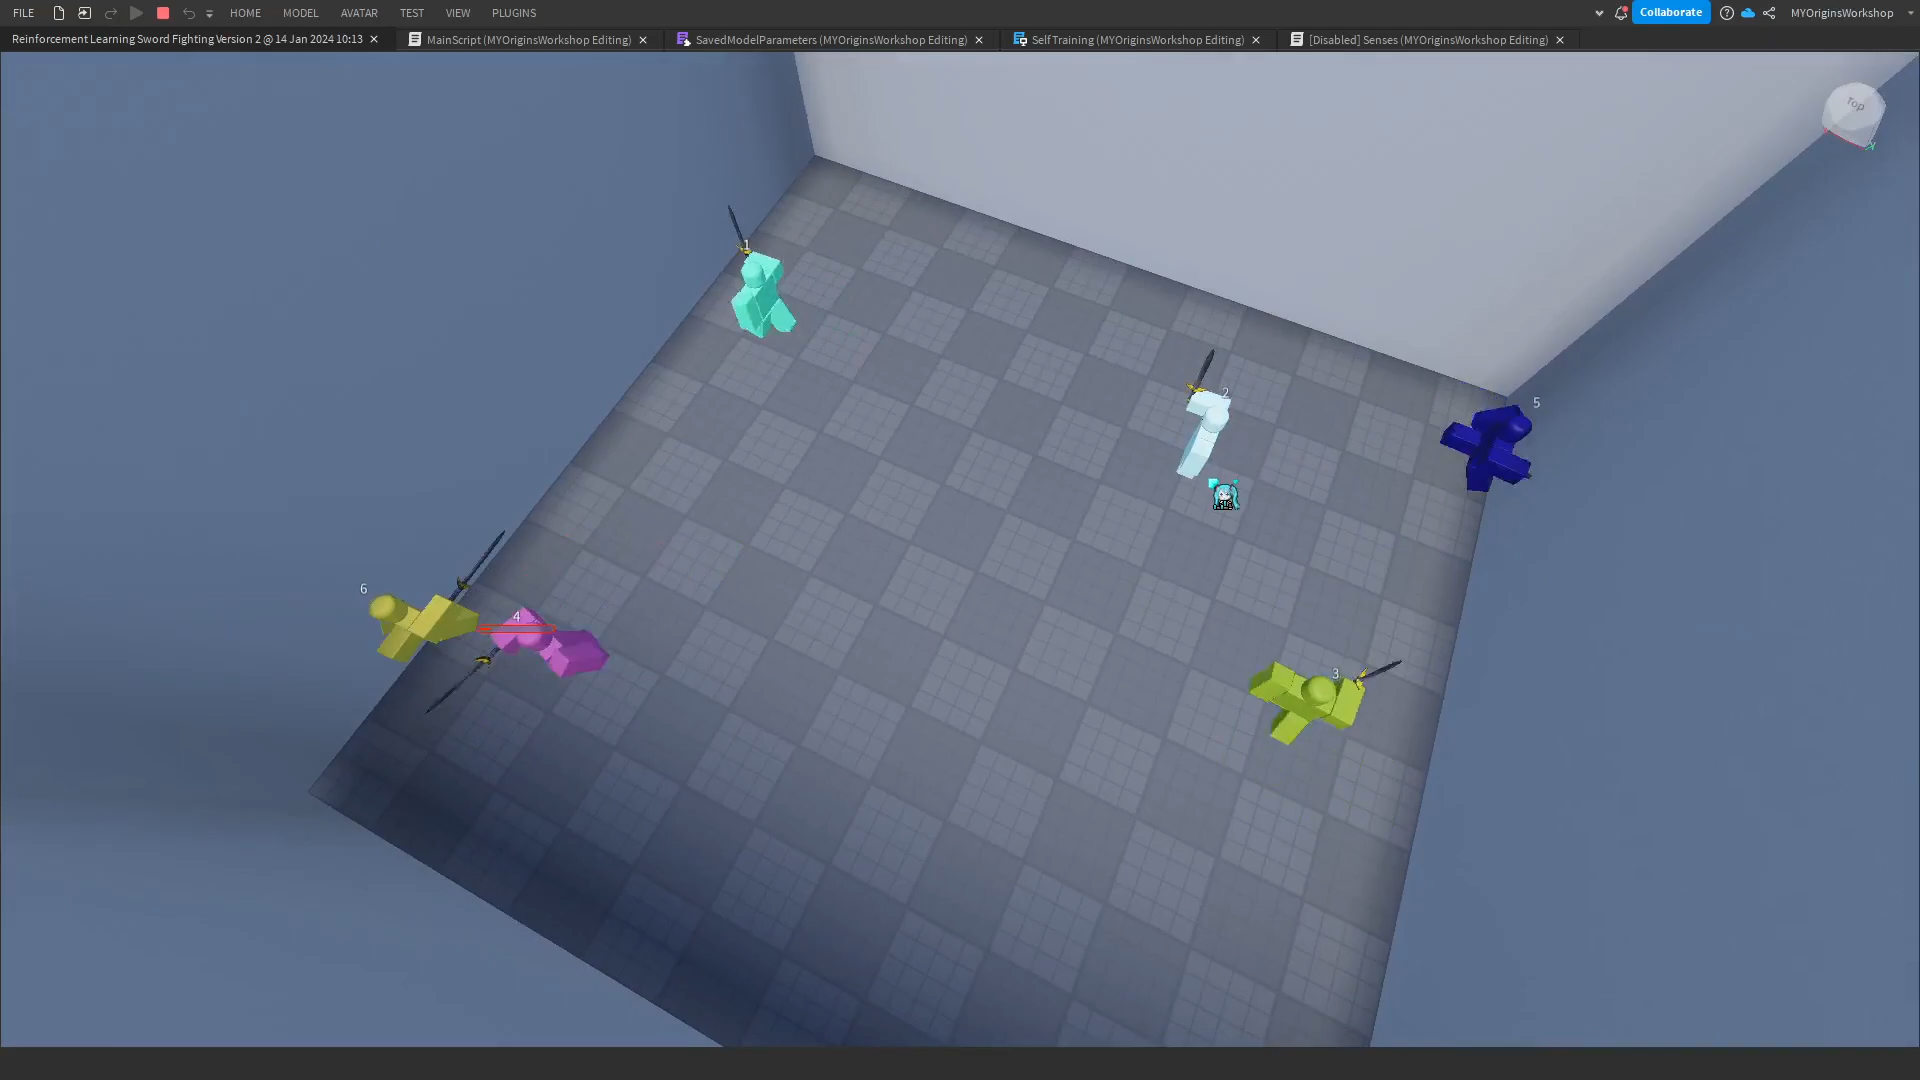 FILE HOME MODEL AVATAR TEST VIEW PLUGINS Collaborate MYOriginsWorkshop
Reinforcement Learning Sword Fighting Version 2 @ 14 Jan 2024 10:13 MainScript (MYOriginsWorkshop Editing) SavedModelParameters (MYOriginsWorkshop Editing) SelfTraining (MYOriginsWorkshop Editing) [Disabled] Senses (MYOriginsWorkshop Editing)
Top
Y
1
2
5
6
4
3